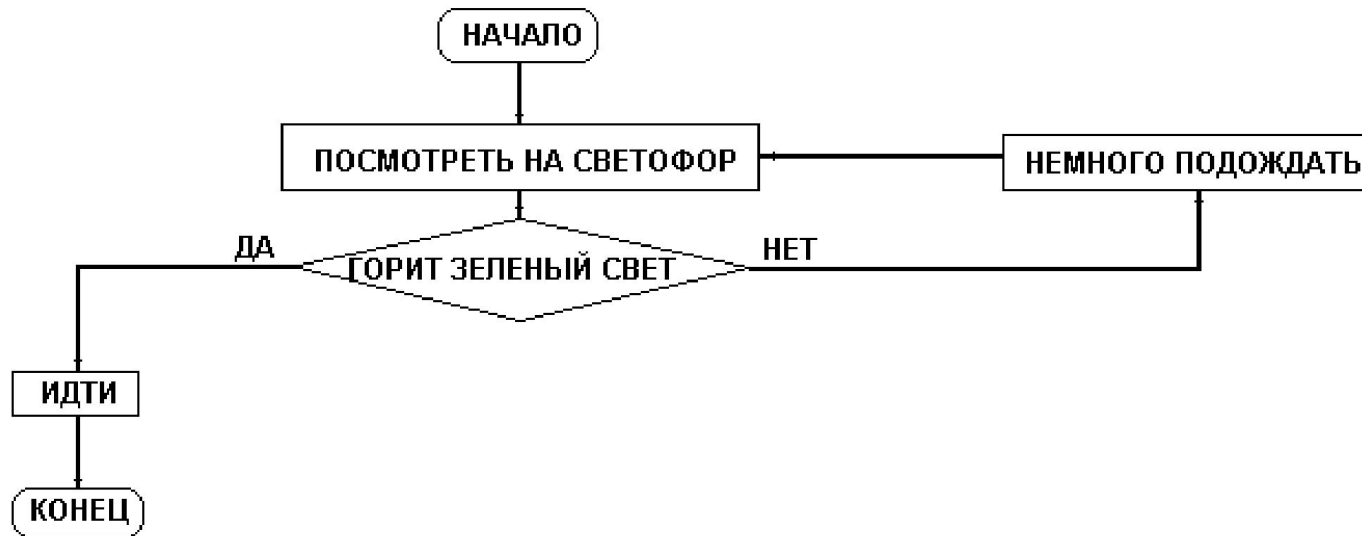 НАЧАЛО
ПОСМОТРЕТЬ НА СВЕТОФОР
НЕМНОГО ПОДОЖДАТЬ
ДА
ГОРИТ ЗЕЛЕНЫЙ СВЕТ
НЕТ
ИДТИ
КОНЕЦ